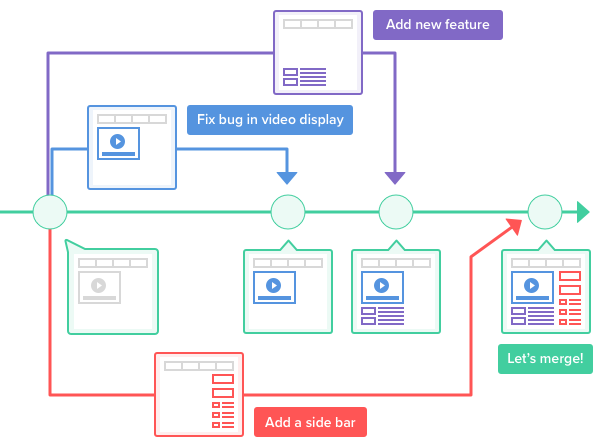 Add new feature
Fix bug in video display
Let's merge!
Add a side bar